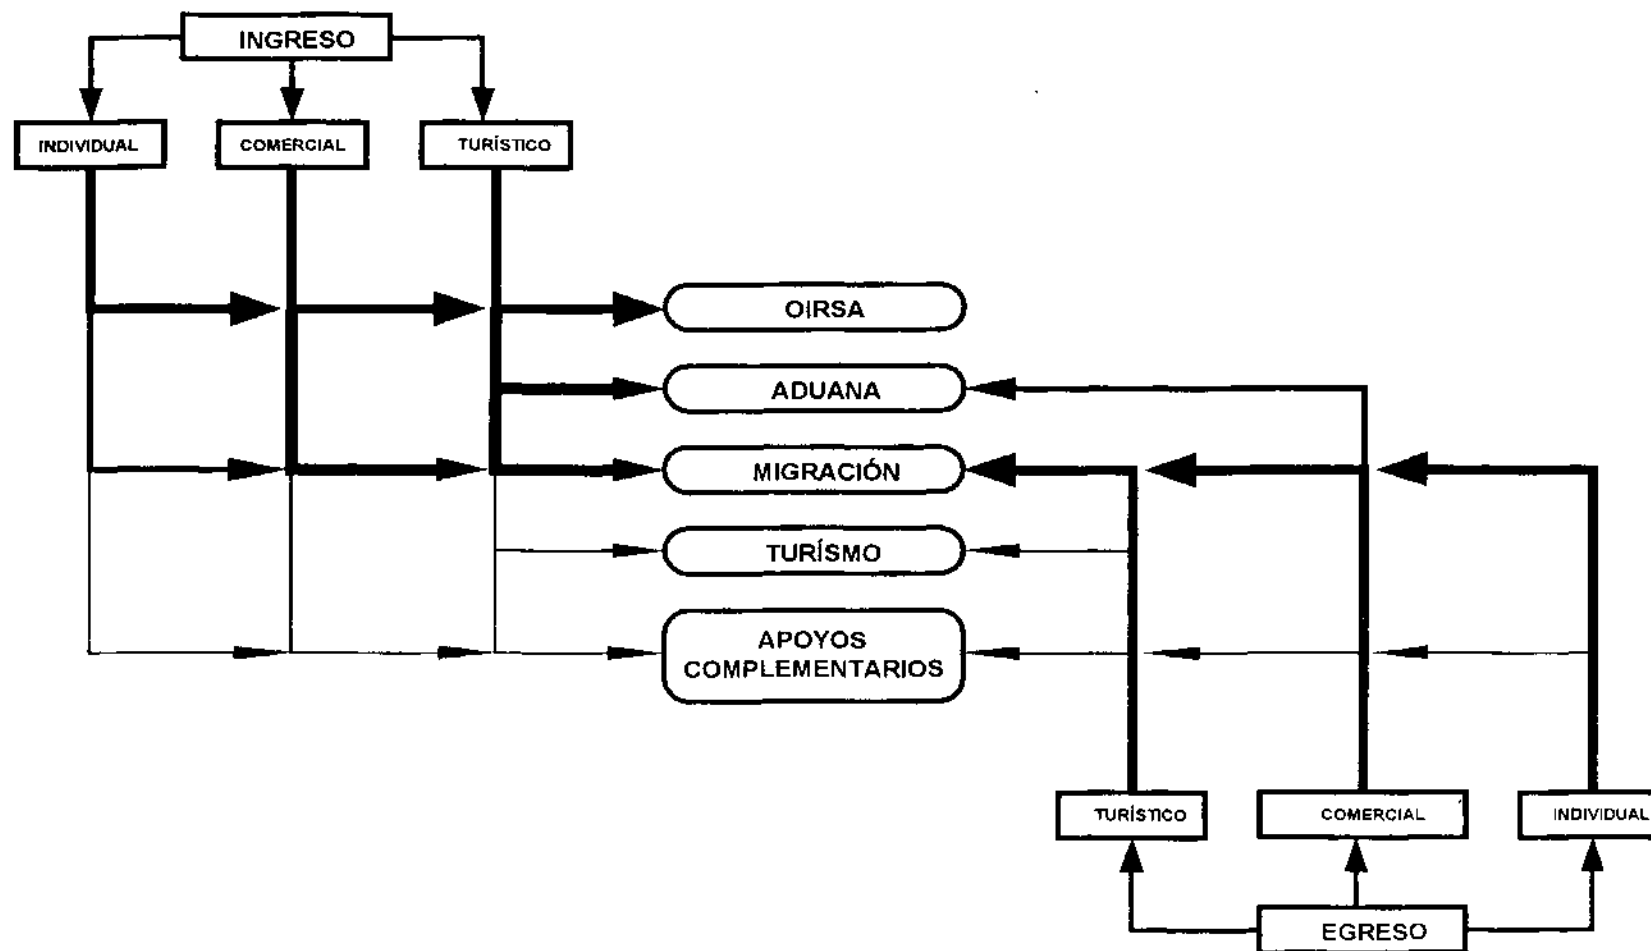 INGRESO
INDIVIDUAL
COMERCIAL
TURÍSTICO
OIRSA
ADUANA
MIGRACIÓN
TURÍSMO
APOYOS
COMPLEMENTARIOS
TURÍSTICO
COMERCIAL
INDIVIDUAL
EGRESO